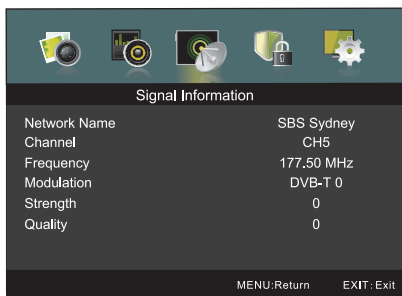 Signal Information
Network Name SBS Sydney
Channel CH5
Frequency 177.50 MHz
Modulation DVB-T 0
Strength 0
Quality 0
MENU:Return EXIT:Exit